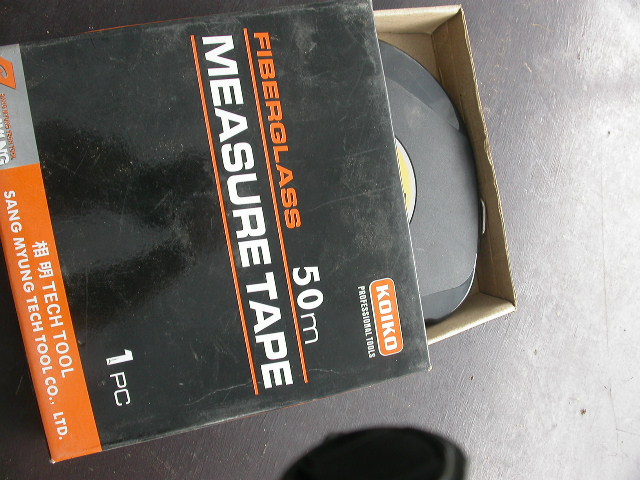 FIBERGLASS
MEASURE TAPE
50m
KOIKO
PROFESSIONAL TOOLS
1 PC
相明 TECH TOOL
SANG MYUNG TECH TOOL CO., LTD.